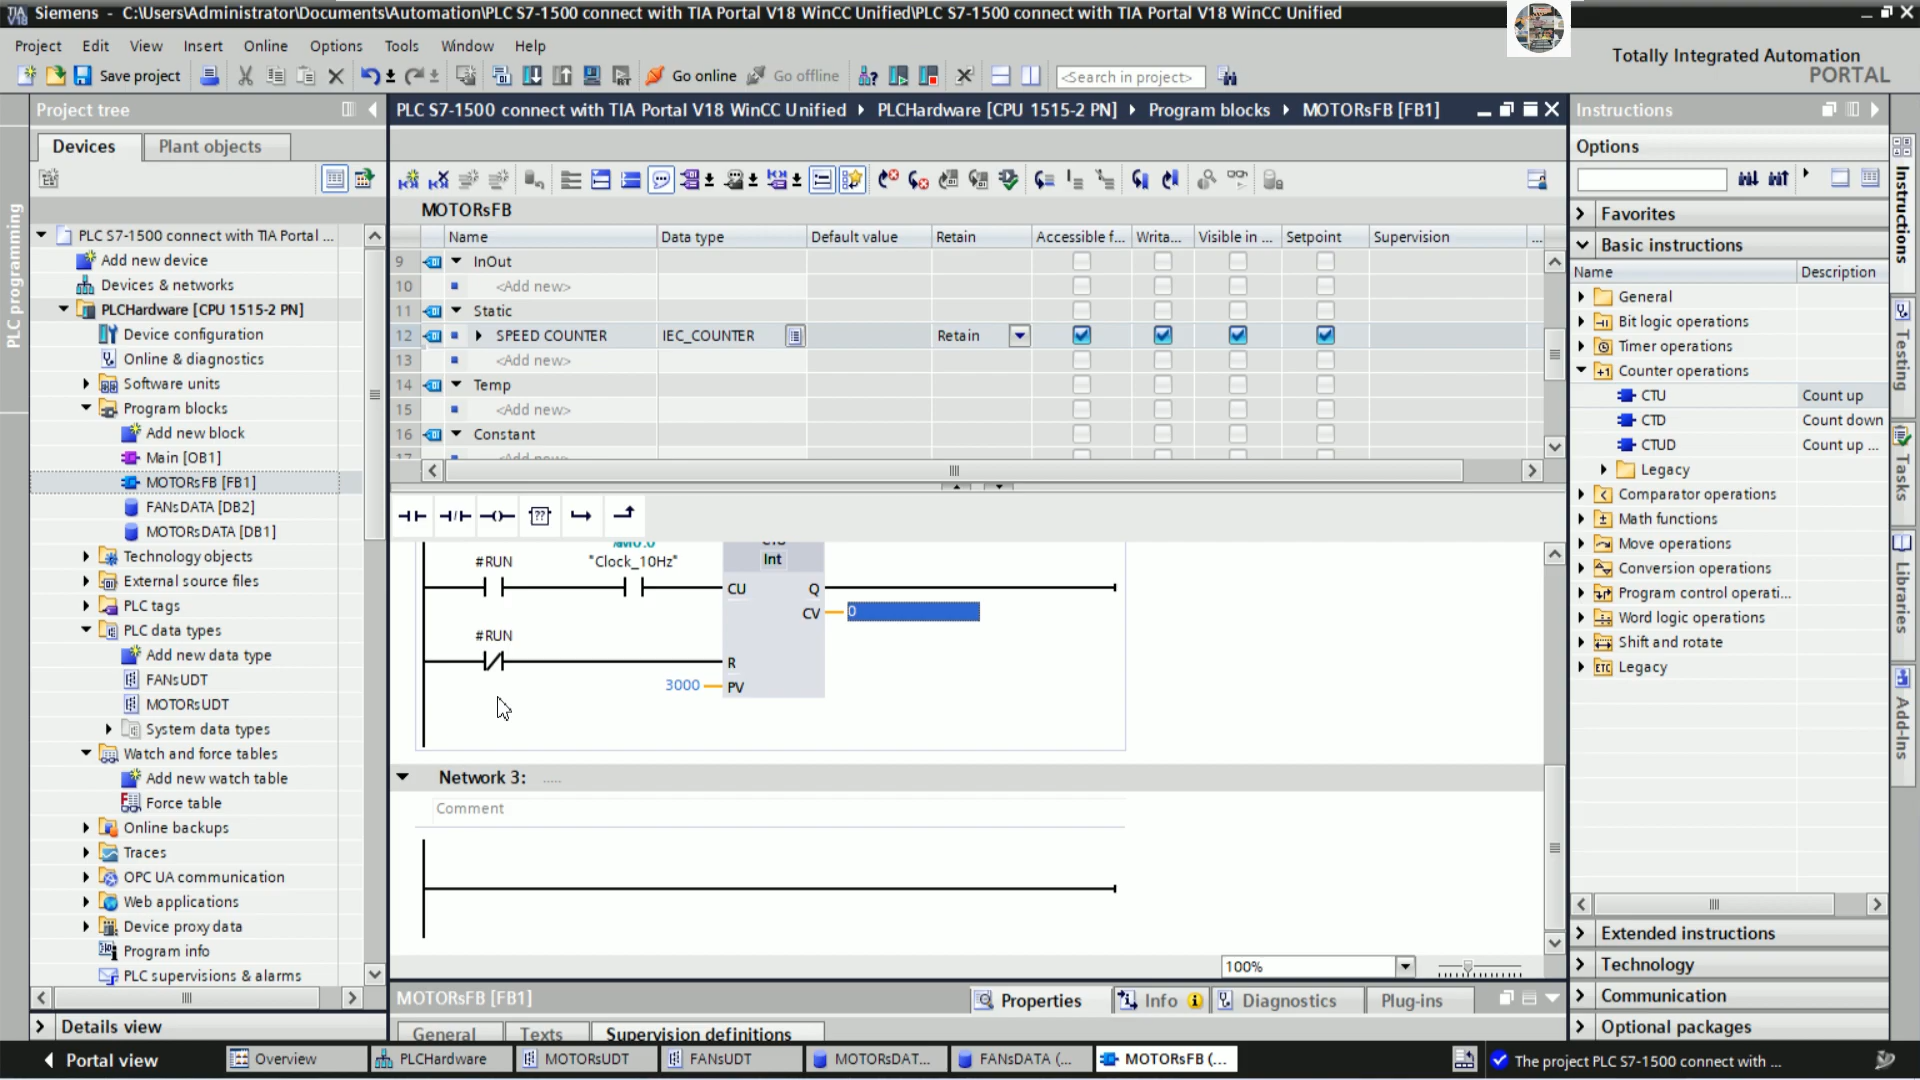 Siemens - C:\Users\Administrator\Documents\Automation\PLC S7-1500 connect with TIA Portal V18 WinCC Unified\PLC S7-1500 connect with TIA Portal V18 WinCC Unified
Project Edit View Insert Online Options Tools Window Help
Totally Integrated Automation
PORTAL
Save project Go online Go offline <Search in project>
Project tree
PLC S7-1500 connect with TIA Portal V18 WinCC Unified PLCHardware [CPU 1515-2 PN] Program blocks MOTORsFB [FB1]
Instructions
Devices Plant objects
Options
PLC programming
PLC S7-1500 connect with TIA Portal ...
Add new device
Devices & networks
PLCHardware [CPU 1515-2 PN]
Device configuration
Online & diagnostics
Software units
Program blocks
Add new block
Main [OB1]
MOTORsFB [FB1]
FANsDATA [DB2]
MOTORsDATA [DB1]
Technology objects
External source files
PLC tags
PLC data types
Add new data type
FANsUDT
MOTORsUDT
System data types
Watch and force tables
Add new watch table
Force table
Online backups
Traces
OPC UA communication
Web applications
Device proxy data
Program info
PLC supervisions & alarms
Details view
MOTORsFB
Name Data type Default value Retain Accessible f... Writa... Visible in ... Setpoint Supervision ...
9 InOut
10 <Add new>
11 Static
12 SPEED COUNTER IEC_COUNTER Retain
13 <Add new>
14 Temp
15 <Add new>
16 Constant
#RUN "Clock_10Hz" Int
CU Q
CV 0
#RUN
R
3000 PV
Network 3: .....
Comment
100%
MOTORsFB [FB1]
Properties Info Diagnostics Plug-ins
General Texts Supervision definitions
Favorites
Basic instructions
Name Description
General
Bit logic operations
Timer operations
Counter operations
CTU Count up
CTD Count down
CTUD Count up ...
Legacy
Comparator operations
Math functions
Move operations
Conversion operations
Program control operati...
Word logic operations
Shift and rotate
Legacy
Extended instructions
Technology
Communication
Optional packages
Instructions
Testing
Tasks
Libraries
Add-Ins
Portal view Overview PLCHardware MOTORsUDT FANsUDT MOTORsDAT... FANsDATA (... MOTORsFB (... The project PLC S7-1500 connect with ...